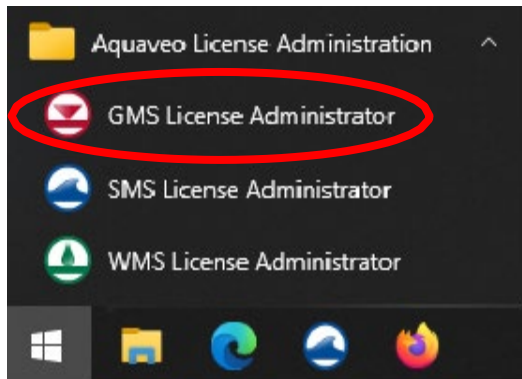 Aquaveo License Administration
GMS License Administrator
SMS License Administrator
WMS License Administrator